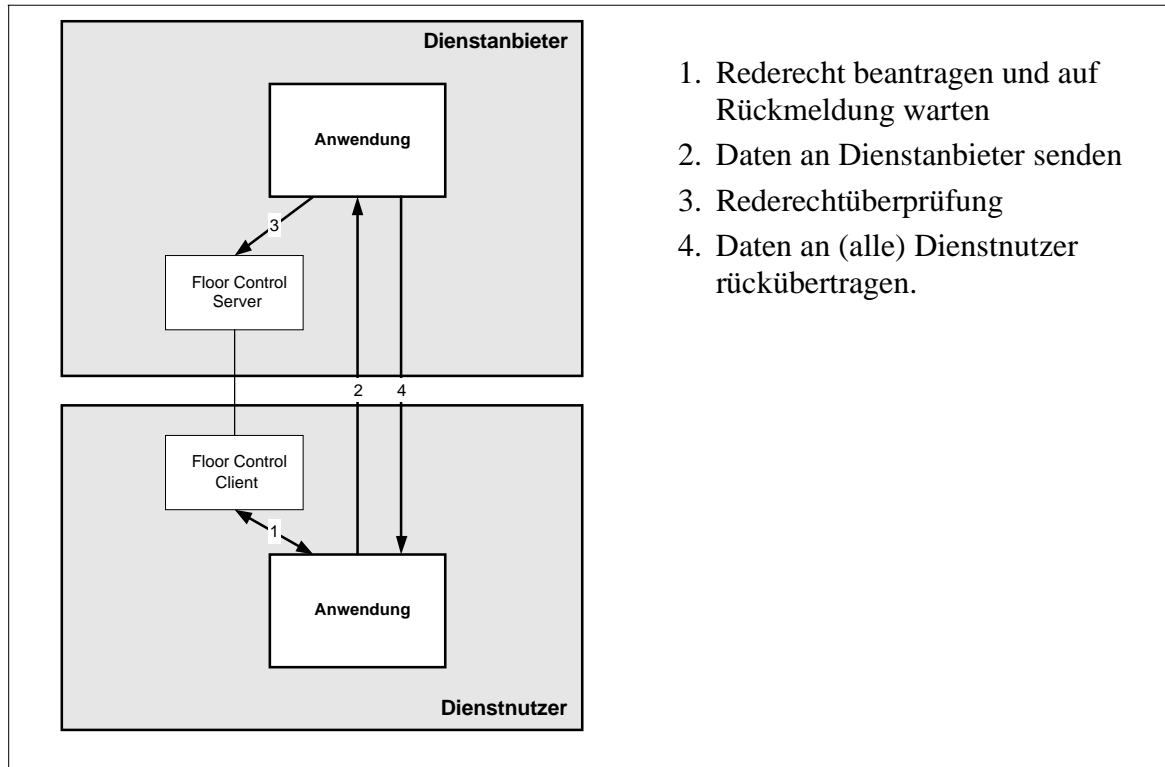 Dienstanbieter
Anwendung
3
Floor Control
Server
2
4
Floor Control
Client
1
Anwendung
Dienstnutzer
1. Rederecht beantragen und auf
Rückmeldung warten
2. Daten an Dienstanbieter senden
3. Rederechtüberprüfung
4. Daten an (alle) Dienstnutzer
rückübertragen.